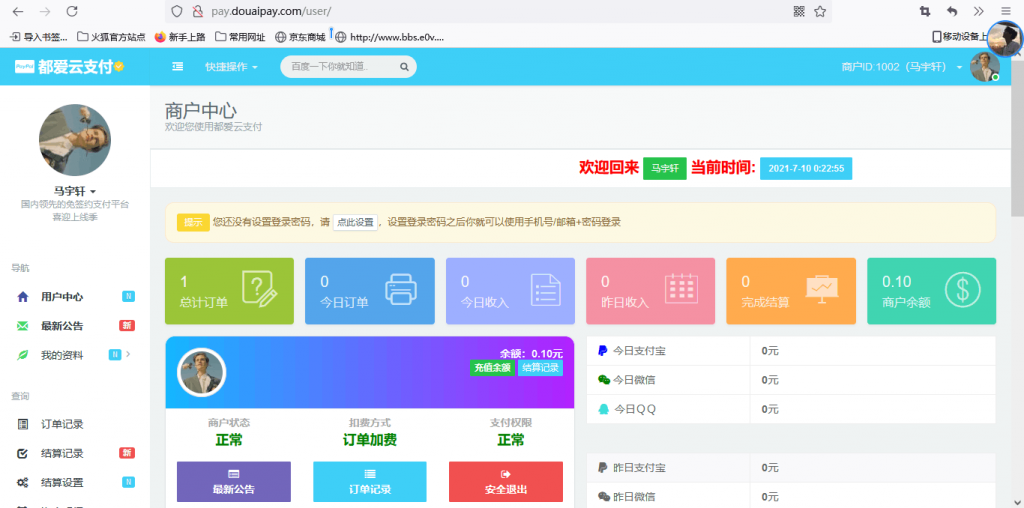 pay.douaipay.com/user/
导入书签... 火狐官方站点 新手上路 常用网址 京东商城 http://www.bbs.e0v.... 移动设备上
PayPal 都爱云支付 快捷操作 百度一下你就知道.. 商户ID:1002（马宇轩）
商户中心
欢迎您使用都爱云支付
马宇轩
国内领先的免签约支付平台
喜迎上线季
欢迎回来 马宇轩 当前时间: 2021-7-10 0:22:55
提示 您还没有设置登录密码，请 点此设置 ，设置登录密码之后你就可以使用手机号/邮箱+密码登录
导航
用户中心 N
最新公告 新
我的资料 N
查询
订单记录
结算记录 新
结算设置 N
1
总计订单
0
今日订单
0
今日收入
0
昨日收入
0
完成结算
0.10
商户余额
余额：0.10元
充值余额 结算记录
商户状态 扣费方式 支付权限
正常 订单加费 正常
最新公告 订单记录 安全退出
今日支付宝 0元
今日微信 0元
今日ＱＱ 0元
昨日支付宝 0元
昨日微信 0元